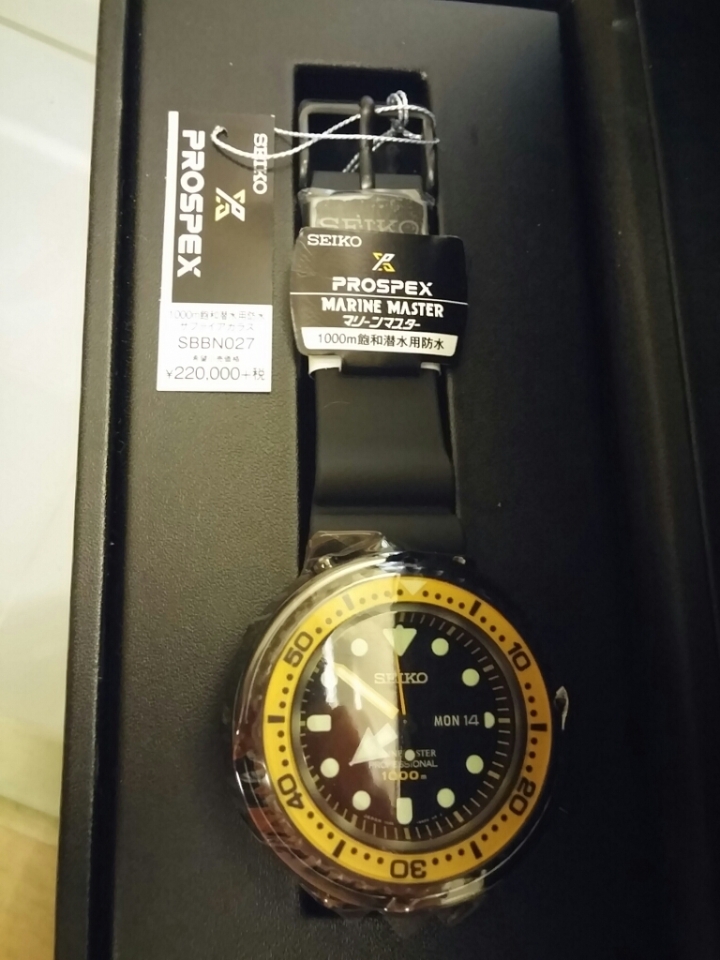 SEIKO
PROSPEX
1000m飽和潜水用防水
サファイアガラス
SBBN027
¥220,000+税
SEIKO
SEIKO
PROSPEX
MARINE MASTER
マリーンマスター
1000m飽和潜水用防水
50
10
SEIKO
MON 14
PROFESSIONAL
1000m
40
20
30